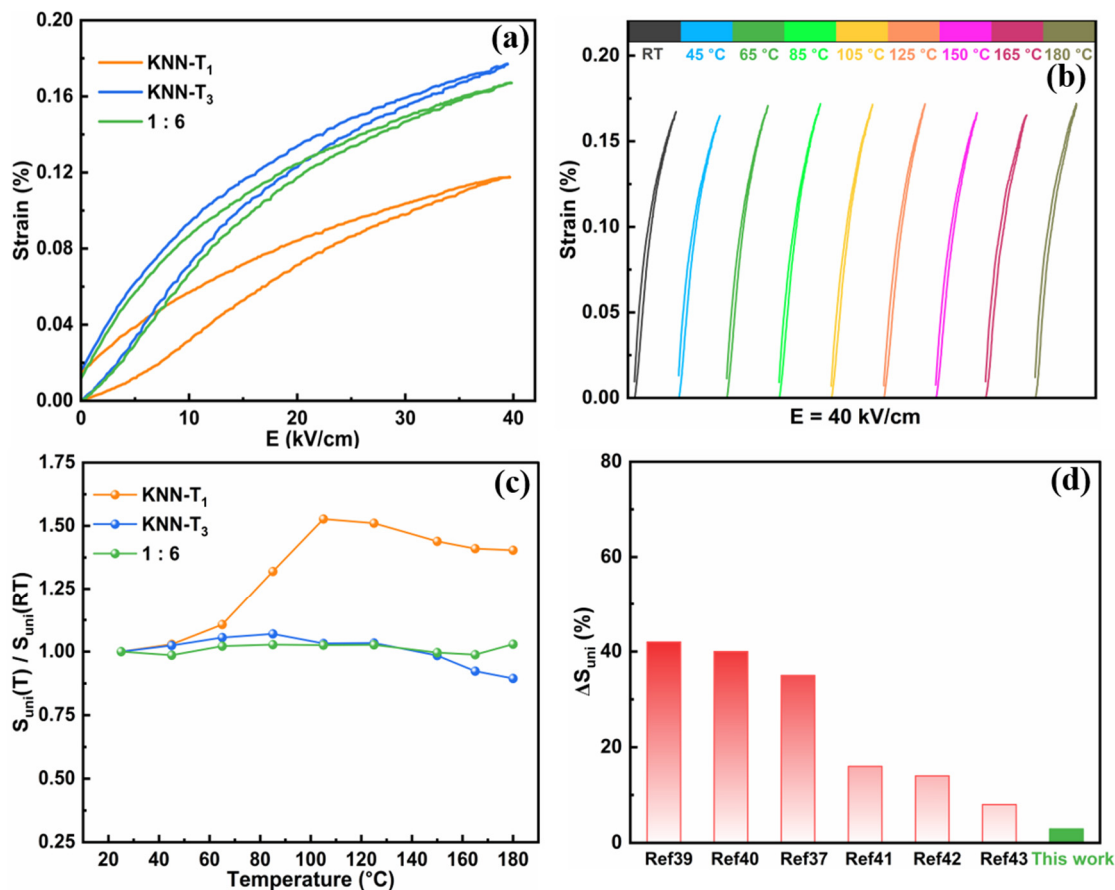 (a)
0.20
0.16
0.12
0.08
0.04
0.00
Strain (%)
KNN-T₁
KNN-T₃
1 : 6
0 10 20 30 40
E (kV/cm)
(b)
RT 45 °C 65 °C 85 °C 105 °C 125 °C 150 °C 165 °C 180 °C
0.20
0.15
0.10
0.05
0.00
Strain (%)
E = 40 kV/cm
(c)
1.75
1.50
1.25
1.00
0.75
0.50
0.25
Suni(T) / Suni(RT)
KNN-T₁
KNN-T₃
1 : 6
20 40 60 80 100 120 140 160 180
Temperature (°C)
(d)
80
60
40
20
0
ΔSuni (%)
Ref39 Ref40 Ref37 Ref41 Ref42 Ref43 This work